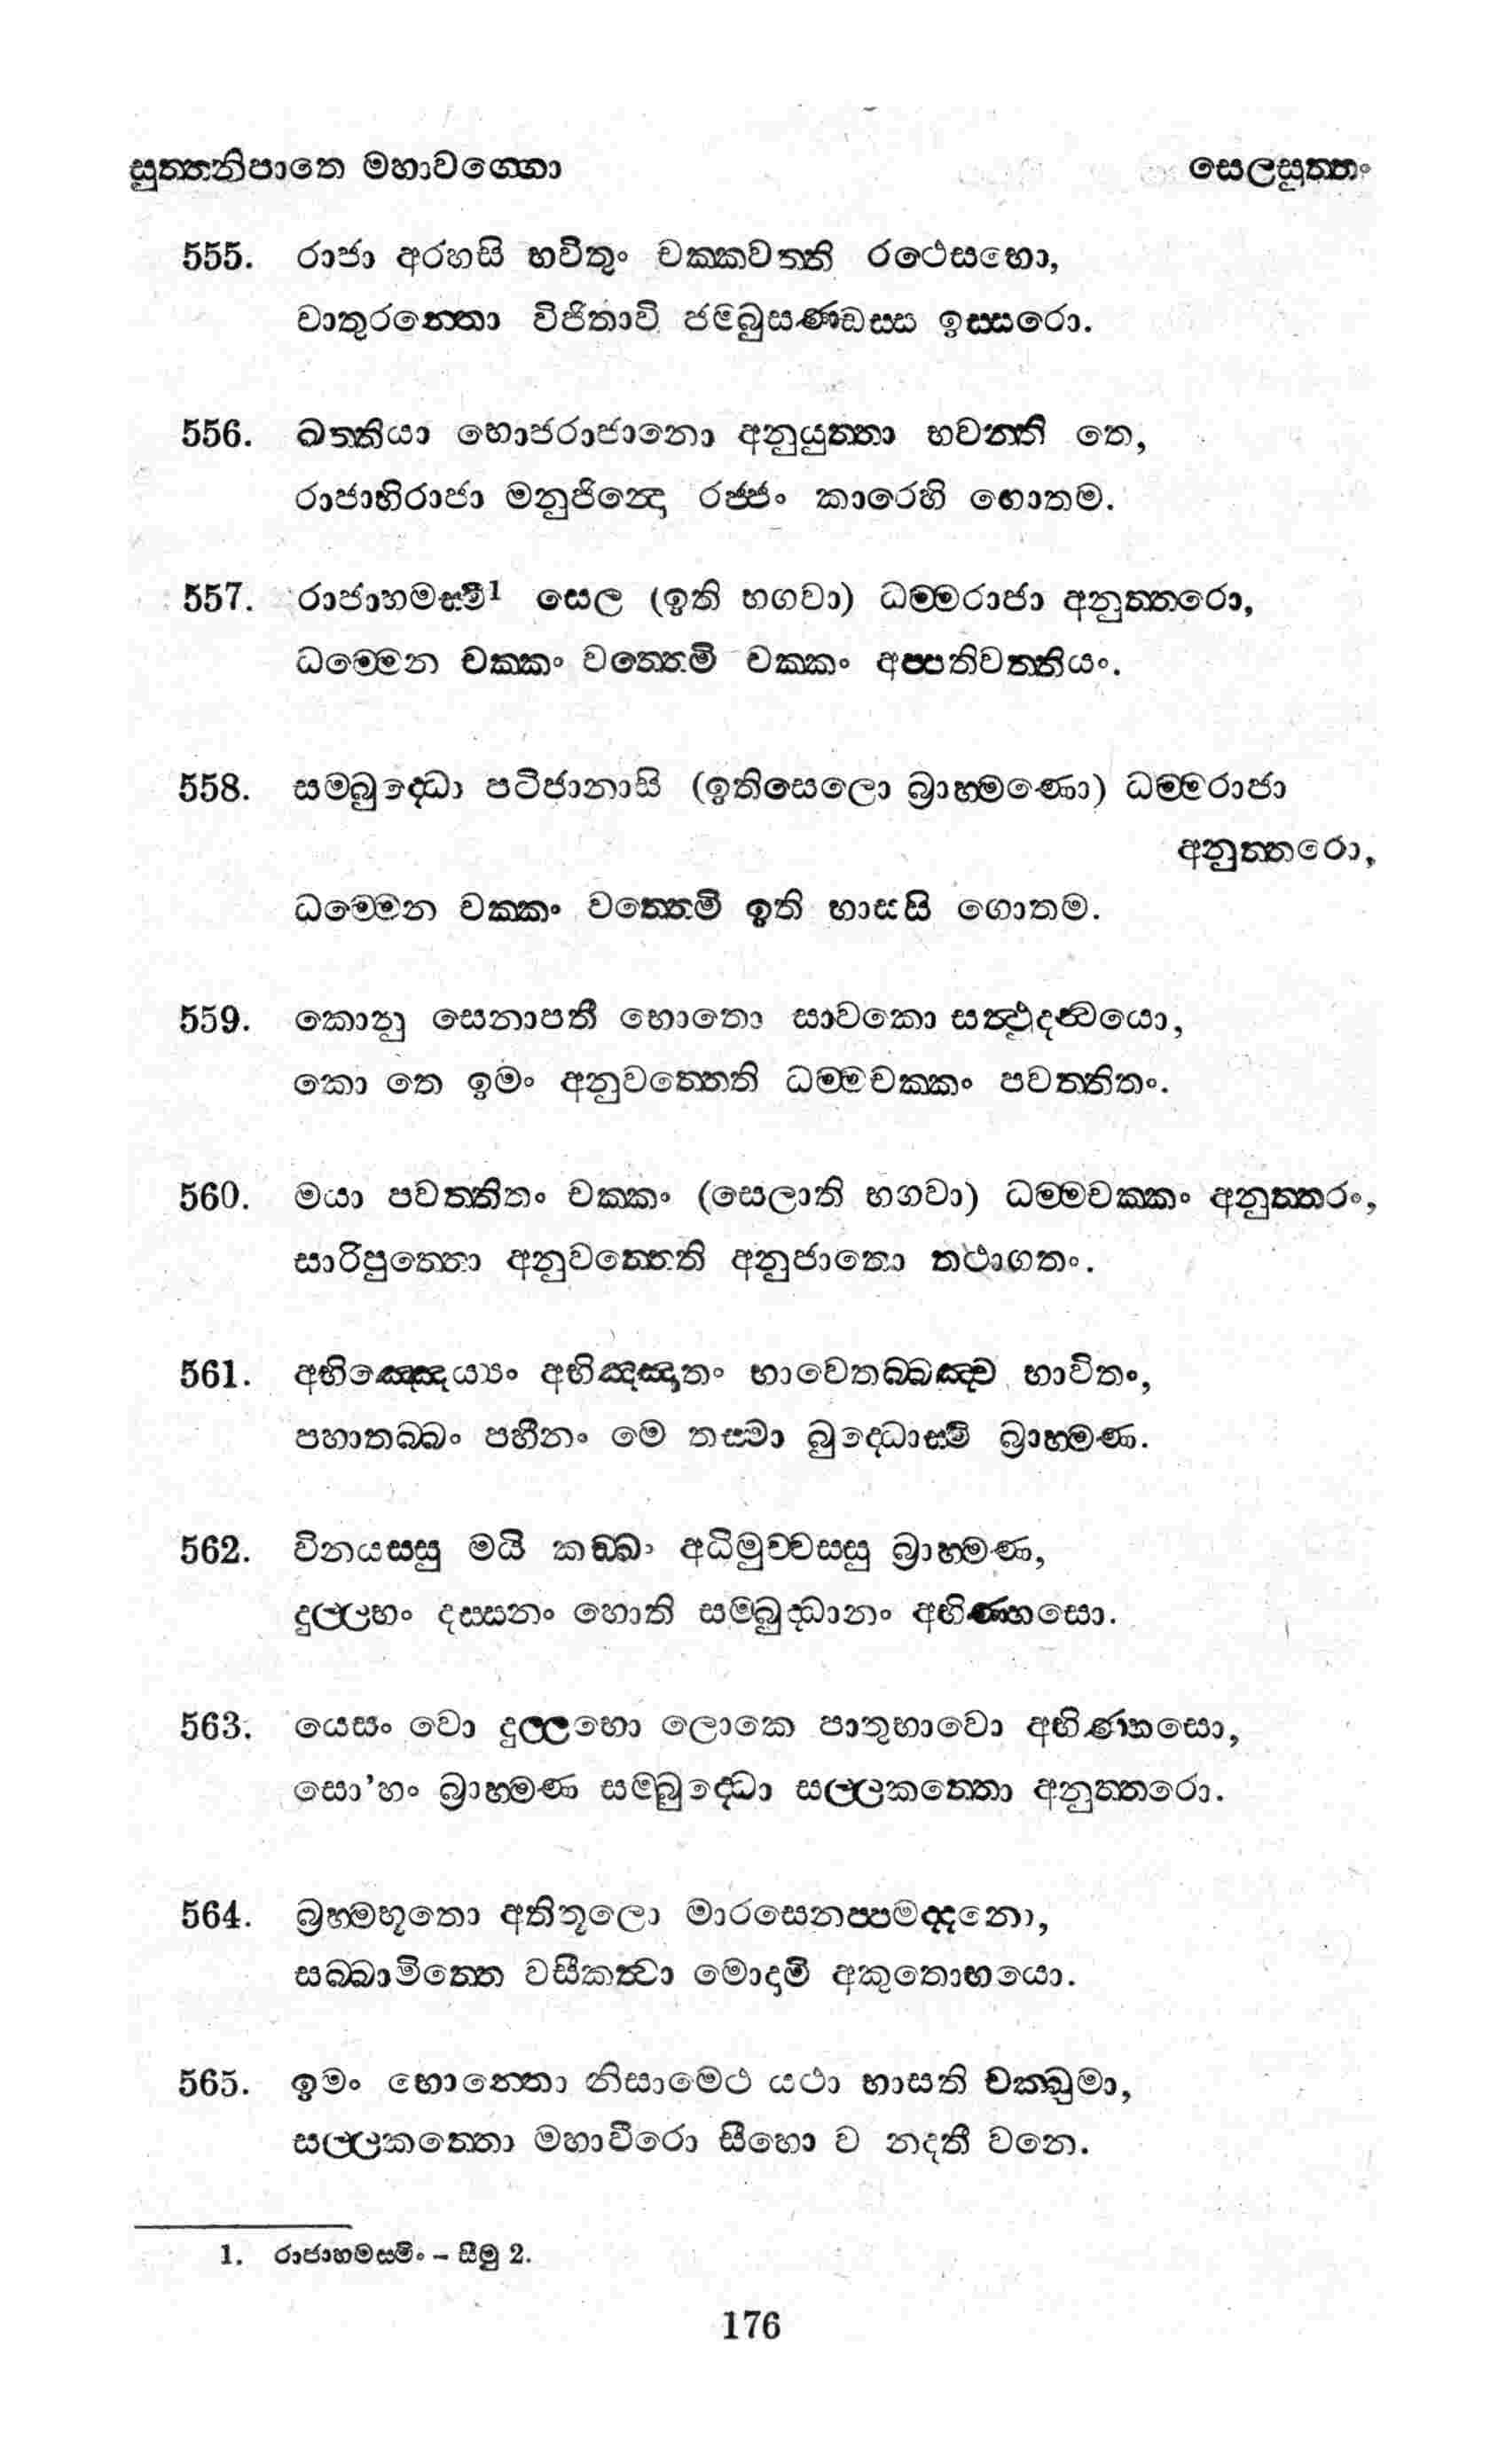 සුත්තනිපාතෙ මහාවග්ගො සෙලසුත්තං
555. රාජා අරහසි භවිතුං චක්කවත්ති රථෙසභො,
චාතුරන්තො විජිතාවි ජම්බුසණ්ඩස්ස ඉස්සරො.
556. ඛත්තියා භොජරාජානො අනුයුත්තා භවන්ති තෙ,
රාජාභිරාජා මනුජින්දො රජ්ජං කාරෙහි ගොතම.
557. රාජාහමස්මි1 සෙල (ඉති භගවා) ධම්මරාජා අනුත්තරො,
ධම්මෙන චක්කං වත්තෙමි චක්කං අප්පතිවත්තියං.
558. සම්බුද්ධො පටිජානාසි (ඉතිසෙලො බ්‍රාහ්මණො) ධම්මරාජා
අනුත්තරො,
ධම්මෙන චක්කං වත්තෙමි ඉති භාසසි ගොතම.
559. කොනු සෙනාපතී භොතො සාවකො සත්ථුදන්වයො,
කො තෙ ඉමං අනුවත්තෙති ධම්මචක්කං පවත්තිතං.
560. මයා පවත්තිතං චක්කං (සෙලාති භගවා) ධම්මචක්කං අනුත්තරං,
සාරිපුත්තො අනුවත්තෙති අනුජාතො තථාගතං.
561. අභිඤ්ඤෙය්‍යං අභිඤ්ඤාතං භාවෙතබ්බඤ්ච භාවිතං,
පහාතබ්බං පහීනං මෙ තස්මා බුද්ධොස්මි බ්‍රාහ්මණ.
562. විනයස්සු මයි කඞ්ඛං අධිමුච්චස්සු බ්‍රාහ්මණ,
දුල්ලභං දස්සනං හොති සම්බුද්ධානං අභිණ්හසො.
563. යෙසං වො දුල්ලභො ලොකෙ පාතුභාවො අභිණ්හසො,
සො’හං බ්‍රාහ්මණ සම්බුද්ධො සල්ලකත්තො අනුත්තරො.
564. බ්‍රහ්මභූතො අතිතුලො මාරසෙනප්පමද්දනො,
සබ්බාමිත්තෙ වසීකත්වා මොදාමි අකුතොභයො.
565. ඉමං භොන්තො නිසාමෙථ යථා භාසති චක්ඛුමා,
සල්ලකත්තො මහාවීරො සීහො ව නදතී වනෙ.
1. රාජාහමස්මිං – සීමු 2.
176